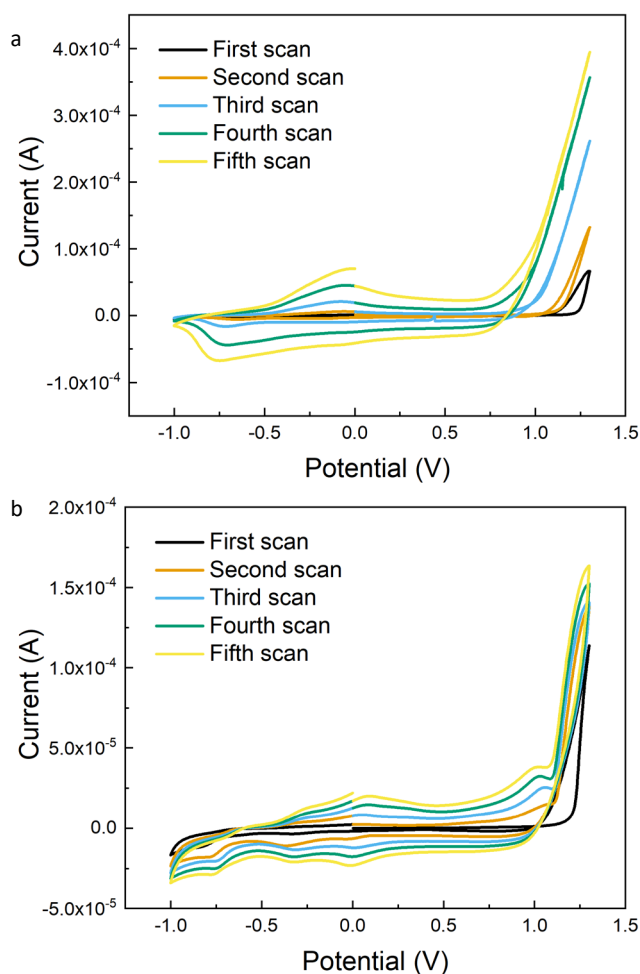 a
4.0x10⁻⁴
3.0x10⁻⁴
2.0x10⁻⁴
1.0x10⁻⁴
0.0
-1.0x10⁻⁴
Current (A)
First scan
Second scan
Third scan
Fourth scan
Fifth scan
-1.0 -0.5 0.0 0.5 1.0 1.5
Potential (V)
b
2.0x10⁻⁴
1.5x10⁻⁴
1.0x10⁻⁴
5.0x10⁻⁵
0.0
-5.0x10⁻⁵
Current (A)
First scan
Second scan
Third scan
Fourth scan
Fifth scan
-1.0 -0.5 0.0 0.5 1.0 1.5
Potential (V)